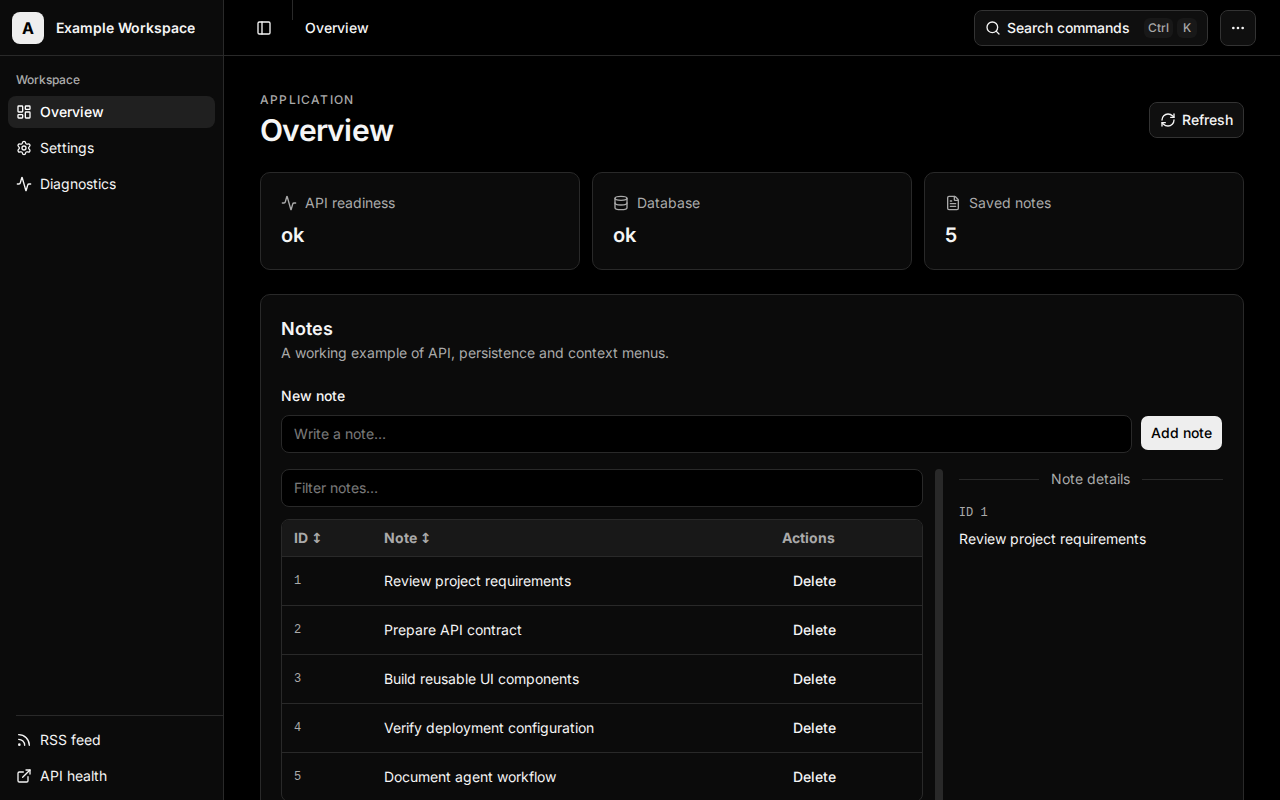 A Example Workspace
Workspace
Overview
Settings
Diagnostics
RSS feed
API health
Overview
Search commands Ctrl K
APPLICATION
Overview
Refresh
API readiness
ok
Database
ok
Saved notes
5
Notes
A working example of API, persistence and context menus.
New note
Write a note...
Add note
Filter notes...
ID ↕ Note ↕ Actions
1 Review project requirements Delete
2 Prepare API contract Delete
3 Build reusable UI components Delete
4 Verify deployment configuration Delete
5 Document agent workflow Delete
Note details
ID 1
Review project requirements